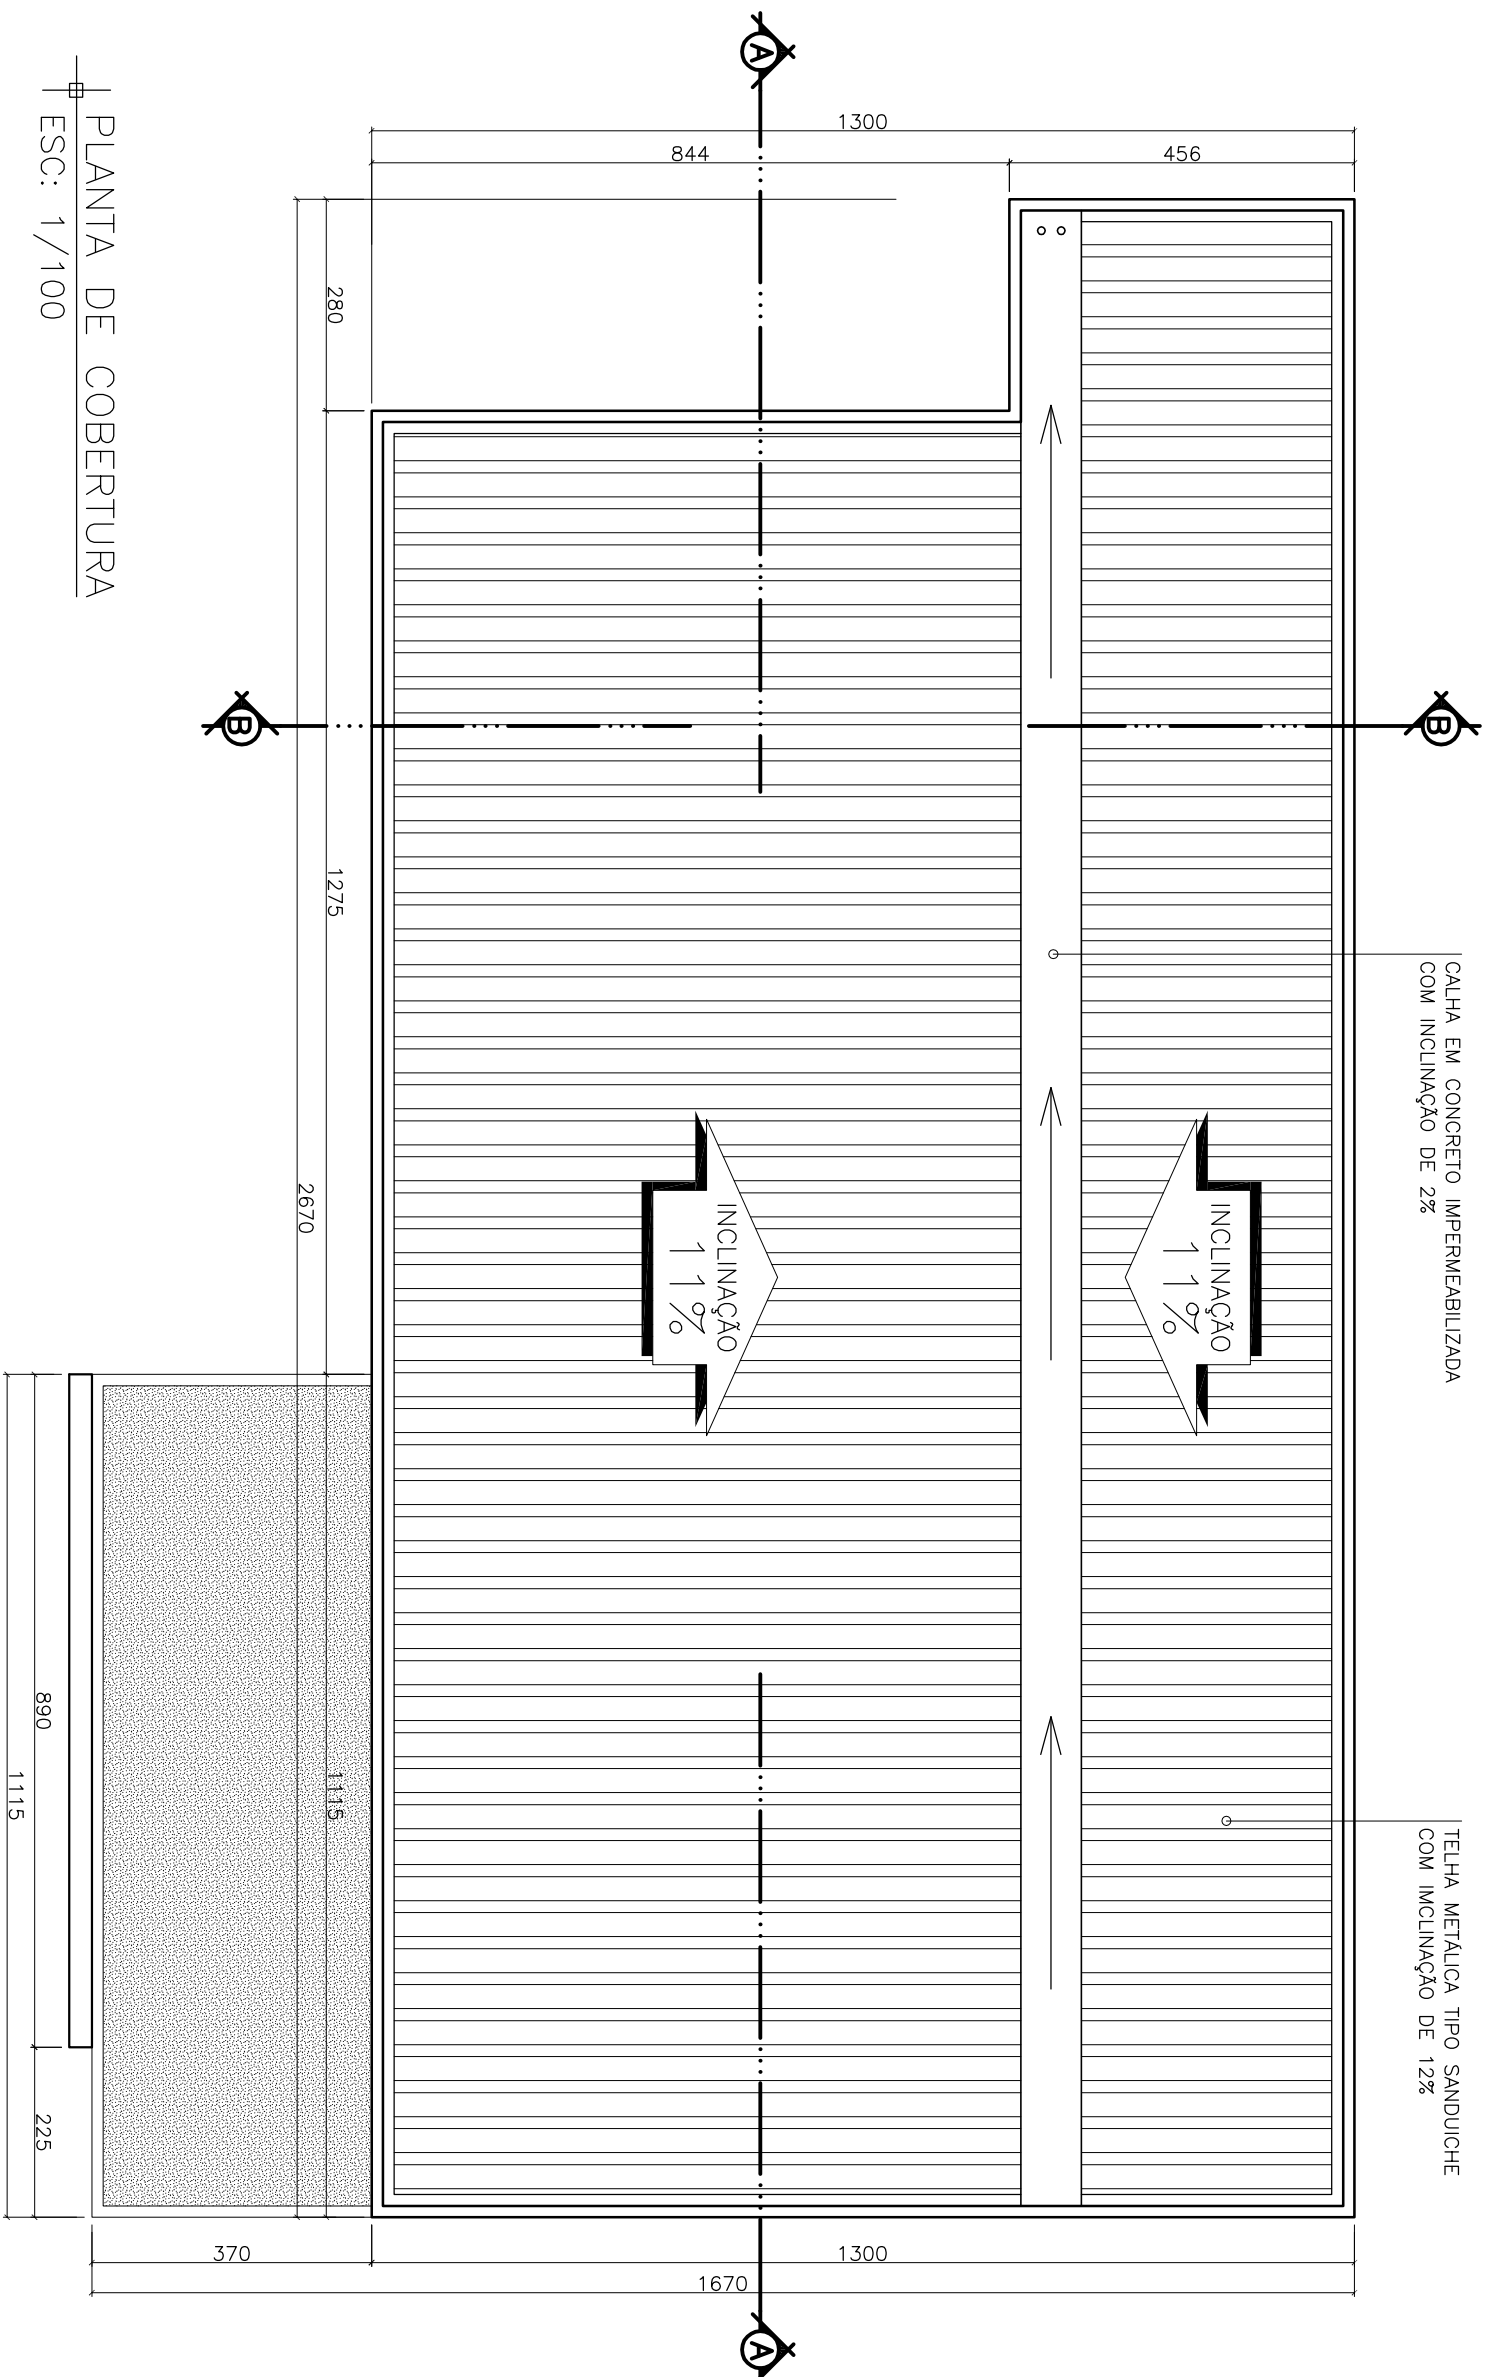 CALHA EM CONCRETO IMPERMEABILIZADA
COM INCLINAÇÃO DE 2%
TELHA METÁLICA TIPO SANDUICHE
COM IMCLINAÇÃO DE 12%
B
INCLINAÇÃO
11%
INCLINAÇÃO
11%
A
A
B
456
844
1300
1300
370
1670
280
1275
1115
2670
890
225
1115
PLANTA DE COBERTURA
ESC: 1/100